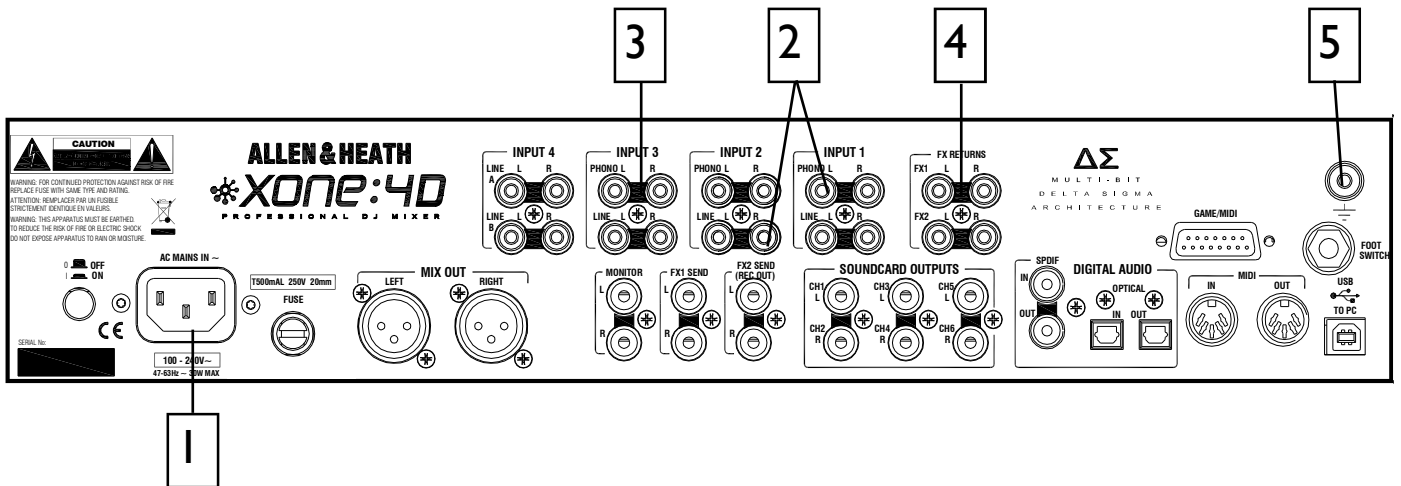 3
2
4
5
CAUTION
WARNING: FOR CONTINUED PROTECTION AGAINST RISK OF FIRE
REPLACE FUSE WITH SAME TYPE AND RATING.
ATTENTION: REMPLACER PAR UN FUSIBLE
STRICTEMENT IDENTIQUE EN VALEURS.
WARNING: THIS APPARATUS MUST BE EARTHED.
TO REDUCE THE RISK OF FIRE OR ELECTRIC SHOCK
DO NOT EXPOSE APPARATUS TO RAIN OR MOISTURE.
ALLEN & HEATH
XONE:4D
PROFESSIONAL DJ MIXER
INPUT 4
LINE L R
A
LINE L R
B
INPUT 3
PHONO L R
LINE L R
INPUT 2
PHONO L R
LINE L R
INPUT 1
PHONO L R
LINE L R
FX RETURNS
FX1 L R
FX2 L R
ΔΣ
MULTI-BIT
DELTA SIGMA
ARCHITECTURE
GAME/MIDI
FOOT
SWITCH
0 OFF
I ON
AC MAINS IN ~
CE
SERIAL No:
100 - 240V~
47-63Hz ~ 30W MAX
T500mAL 250V 20mm
FUSE
MIX OUT
LEFT RIGHT
MONITOR
L
R
FX1 SEND
L
R
FX2 SEND
(REC OUT)
L
R
SOUNDCARD OUTPUTS
CH1 L
CH3 L
CH5 L
CH2 R
CH4 R
CH6 R
SPDIF
IN
OUT
DIGITAL AUDIO
OPTICAL
IN OUT
MIDI
IN OUT
USB
TO PC
1